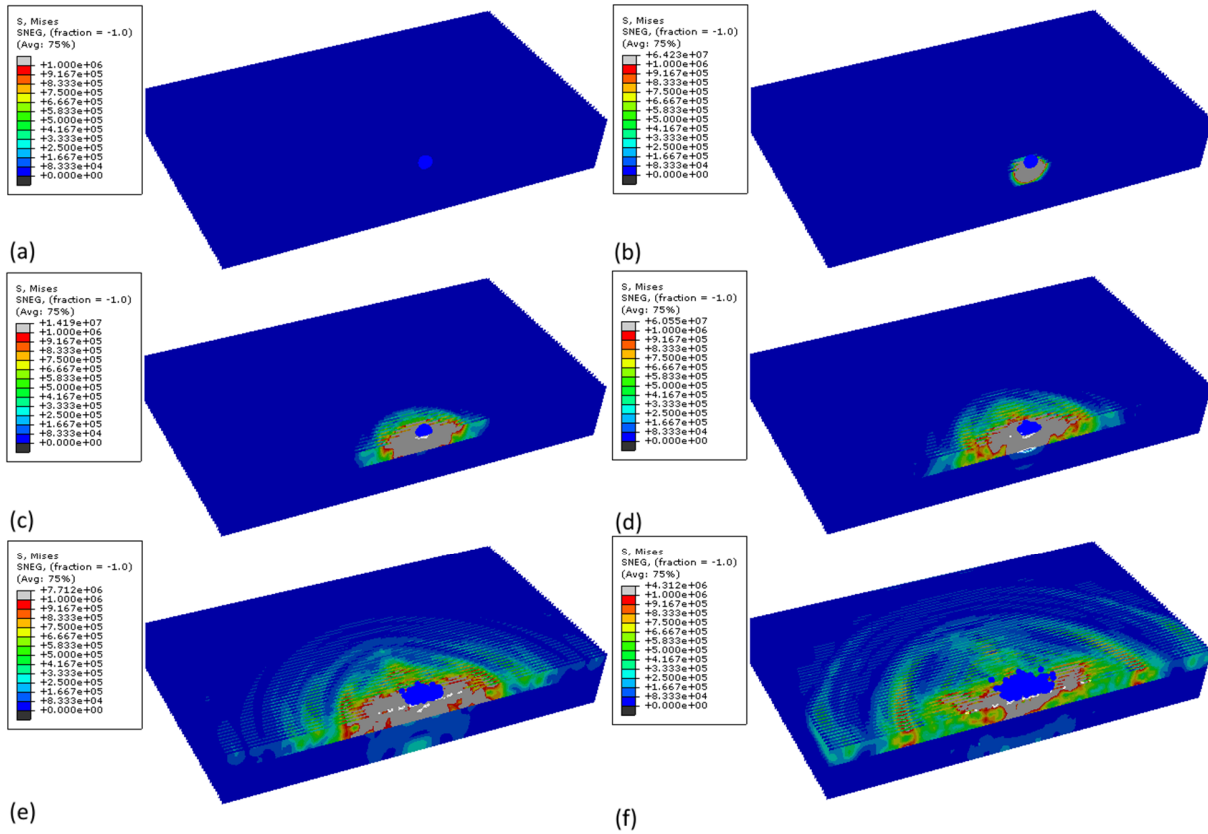 S, Mises
SNEG, (fraction = -1.0)
(Avg: 75%)
+1.000e+06
+9.167e+05
+8.333e+05
+7.500e+05
+6.667e+05
+5.833e+05
+5.000e+05
+4.167e+05
+3.333e+05
+2.500e+05
+1.667e+05
+8.333e+04
+0.000e+00
(a)
S, Mises
SNEG, (fraction = -1.0)
(Avg: 75%)
+6.423e+07
+1.000e+06
+9.167e+05
+8.333e+05
+7.500e+05
+6.667e+05
+5.833e+05
+5.000e+05
+4.167e+05
+3.333e+05
+2.500e+05
+1.667e+05
+8.333e+04
+0.000e+00
(b)
S, Mises
SNEG, (fraction = -1.0)
(Avg: 75%)
+1.419e+07
+1.000e+06
+9.167e+05
+8.333e+05
+7.500e+05
+6.667e+05
+5.833e+05
+5.000e+05
+4.167e+05
+3.333e+05
+2.500e+05
+1.667e+05
+8.333e+04
+0.000e+00
(c)
S, Mises
SNEG, (fraction = -1.0)
(Avg: 75%)
+6.055e+07
+1.000e+06
+9.167e+05
+8.333e+05
+7.500e+05
+6.667e+05
+5.833e+05
+5.000e+05
+4.167e+05
+3.333e+05
+2.500e+05
+1.667e+05
+8.333e+04
+0.000e+00
(d)
S, Mises
SNEG, (fraction = -1.0)
(Avg: 75%)
+7.712e+06
+1.000e+06
+9.167e+05
+8.333e+05
+7.500e+05
+6.667e+05
+5.833e+05
+5.000e+05
+4.167e+05
+3.333e+05
+2.500e+05
+1.667e+05
+8.333e+04
+0.000e+00
(e)
S, Mises
SNEG, (fraction = -1.0)
(Avg: 75%)
+4.312e+06
+1.000e+06
+9.167e+05
+8.333e+05
+7.500e+05
+6.667e+05
+5.833e+05
+5.000e+05
+4.167e+05
+3.333e+05
+2.500e+05
+1.667e+05
+8.333e+04
+0.000e+00
(f)